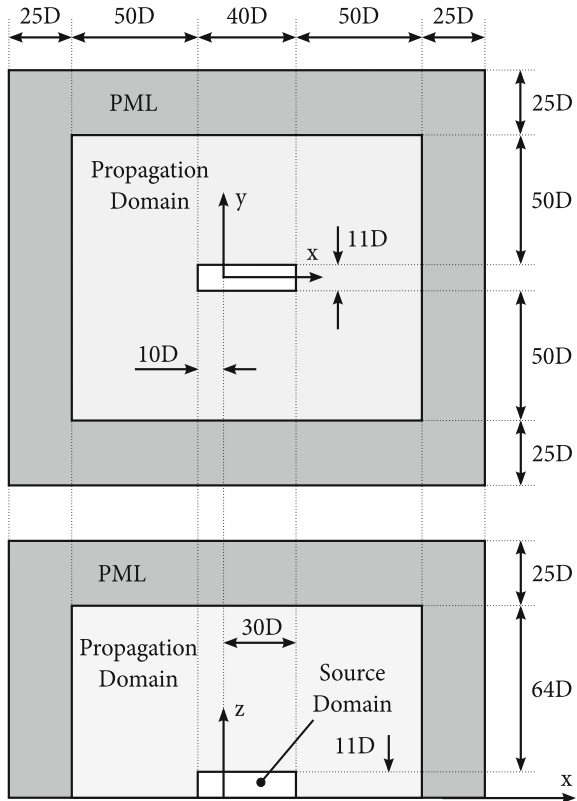 25D 50D 40D 50D 25D
PML
25D
Propagation
Domain
50D
y
11D
x
10D
50D
25D
PML
25D
30D
Propagation
Domain
Source
Domain
64D
z
11D
x